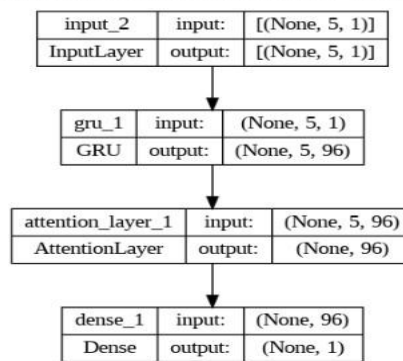 input_2 input: [(None, 5, 1)]
InputLayer output: [(None, 5, 1)]
gru_1 input: (None, 5, 1)
GRU output: (None, 5, 96)
attention_layer_1 input: (None, 5, 96)
AttentionLayer output: (None, 96)
dense_1 input: (None, 96)
Dense output: (None, 1)